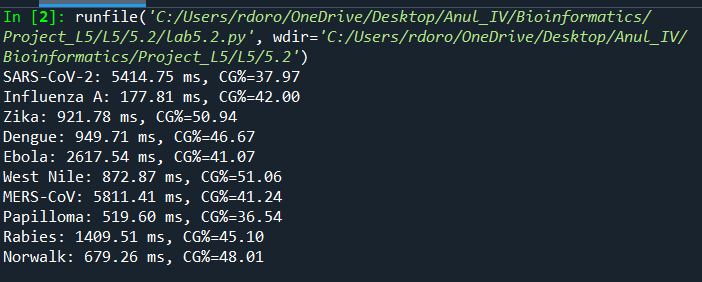 In [2]: runfile('C:/Users/rdoro/OneDrive/Desktop/Anul_IV/Bioinformatics/
Project_L5/L5/5.2/lab5.2.py', wdir='C:/Users/rdoro/OneDrive/Desktop/Anul_IV/
Bioinformatics/Project_L5/L5/5.2')
SARS-CoV-2: 5414.75 ms, CG%=37.97
Influenza A: 177.81 ms, CG%=42.00
Zika: 921.78 ms, CG%=50.94
Dengue: 949.71 ms, CG%=46.67
Ebola: 2617.54 ms, CG%=41.07
West Nile: 872.87 ms, CG%=51.06
MERS-CoV: 5811.41 ms, CG%=41.24
Papilloma: 519.60 ms, CG%=36.54
Rabies: 1409.51 ms, CG%=45.10
Norwalk: 679.26 ms, CG%=48.01